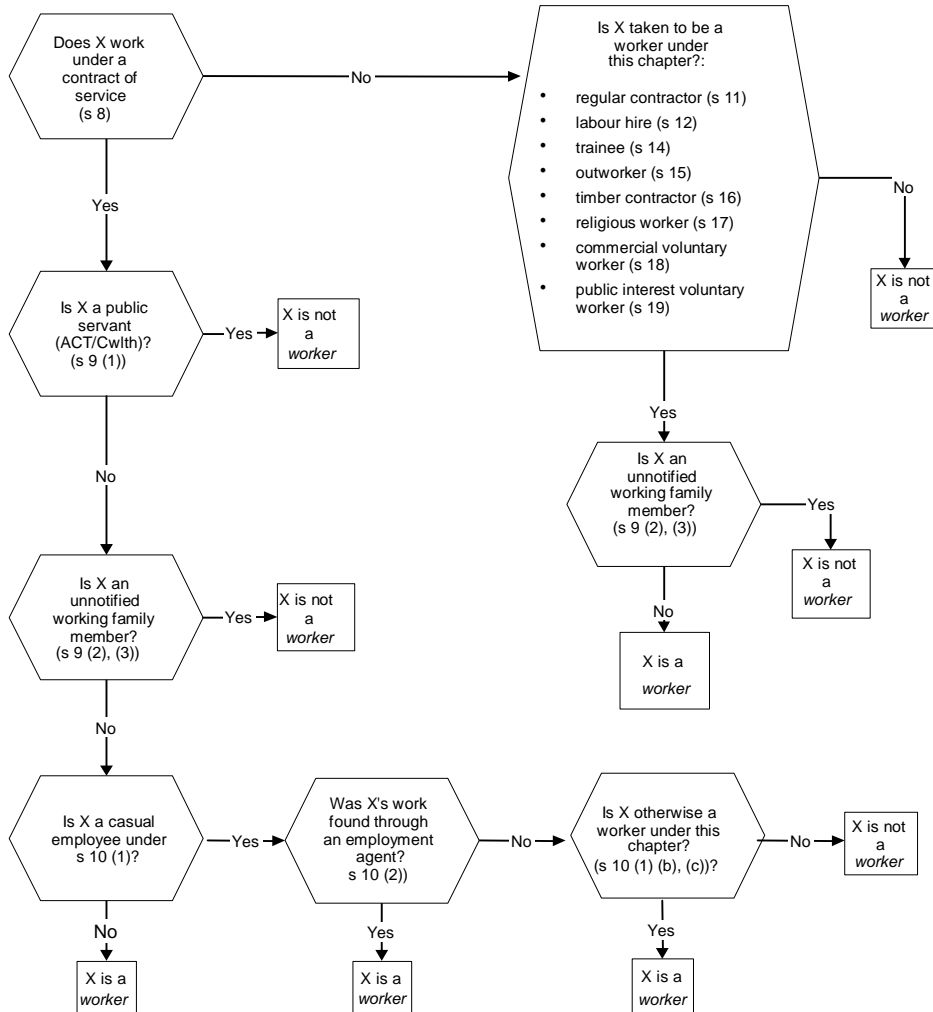 Does X work
under a
contract of
service
(s 8)
No
Is X taken to be a
worker under
this chapter?:
• regular contractor (s 11)
• labour hire (s 12)
• trainee (s 14)
• outworker (s 15)
• timber contractor (s 16)
• religious worker (s 17)
• commercial voluntary
worker (s 18)
• public interest voluntary
worker (s 19)
No
X is not
a
worker
Yes
Is X a public
servant
(ACT/Cwlth)?
(s 9 (1))
Yes
X is not
a
worker
Yes
Is X an
unnotified
working family
member?
(s 9 (2), (3))
Yes
X is not
a
worker
No
X is a
worker
No
Is X an
unnotified
working family
member?
(s 9 (2), (3))
Yes
X is not
a
worker
No
Is X a casual
employee under
s 10 (1)?
Yes
Was X's work
found through
an employment
agent?
s 10 (2))
No
Is X otherwise a
worker under this
chapter?
(s 10 (1) (b), (c))?
No
X is not
a
worker
No
X is a
worker
Yes
X is a
worker
Yes
X is a
worker